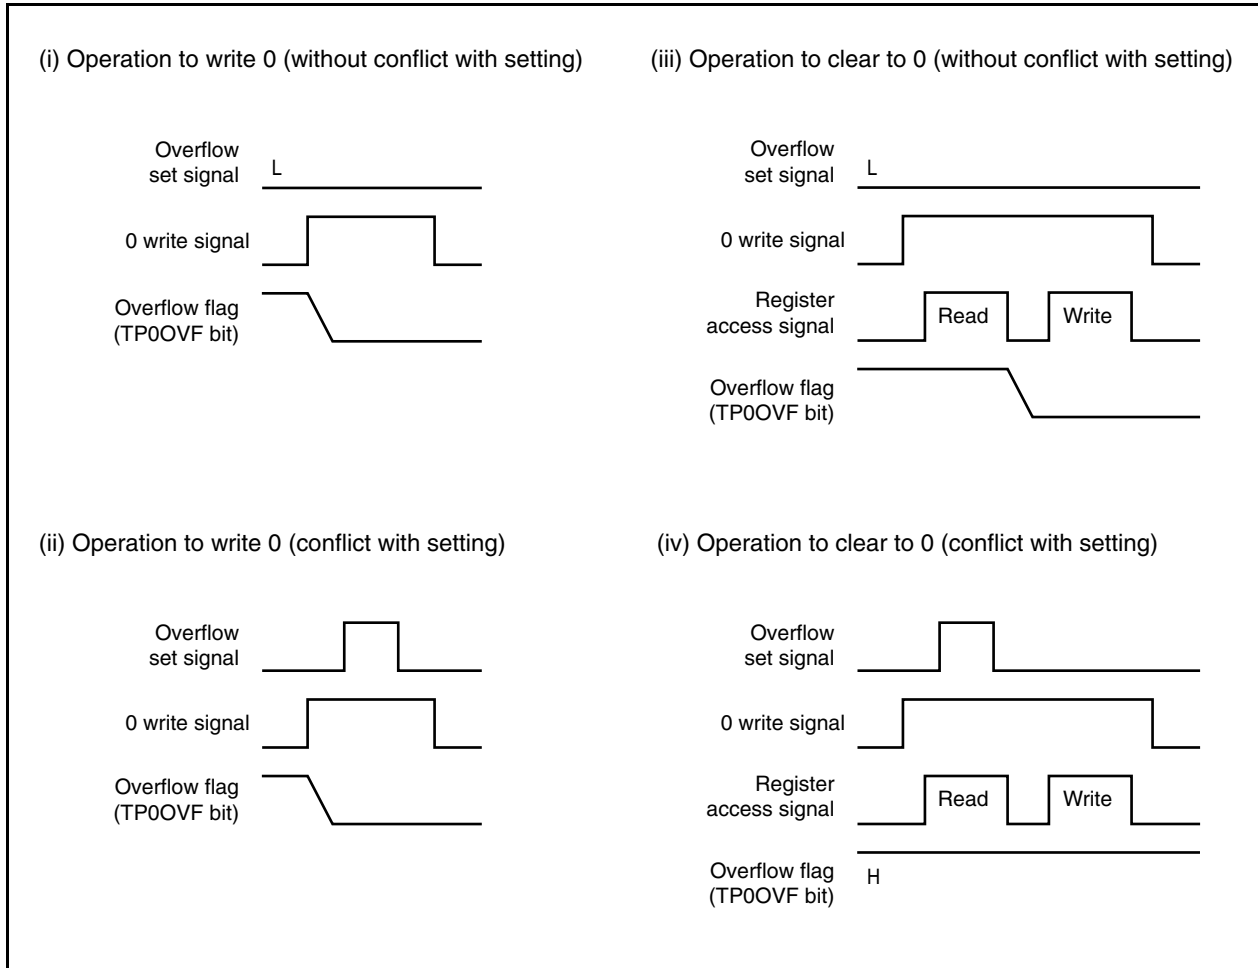 (i) Operation to write 0 (without conflict with setting)
Overflow
set signal
L
0 write signal
Overflow flag
(TP0OVF bit)
(iii) Operation to clear to 0 (without conflict with setting)
Overflow
set signal
L
0 write signal
Register
access signal
Read
Write
Overflow flag
(TP0OVF bit)
(ii) Operation to write 0 (conflict with setting)
Overflow
set signal
0 write signal
Overflow flag
(TP0OVF bit)
(iv) Operation to clear to 0 (conflict with setting)
Overflow
set signal
0 write signal
Register
access signal
Read
Write
Overflow flag
(TP0OVF bit)
H